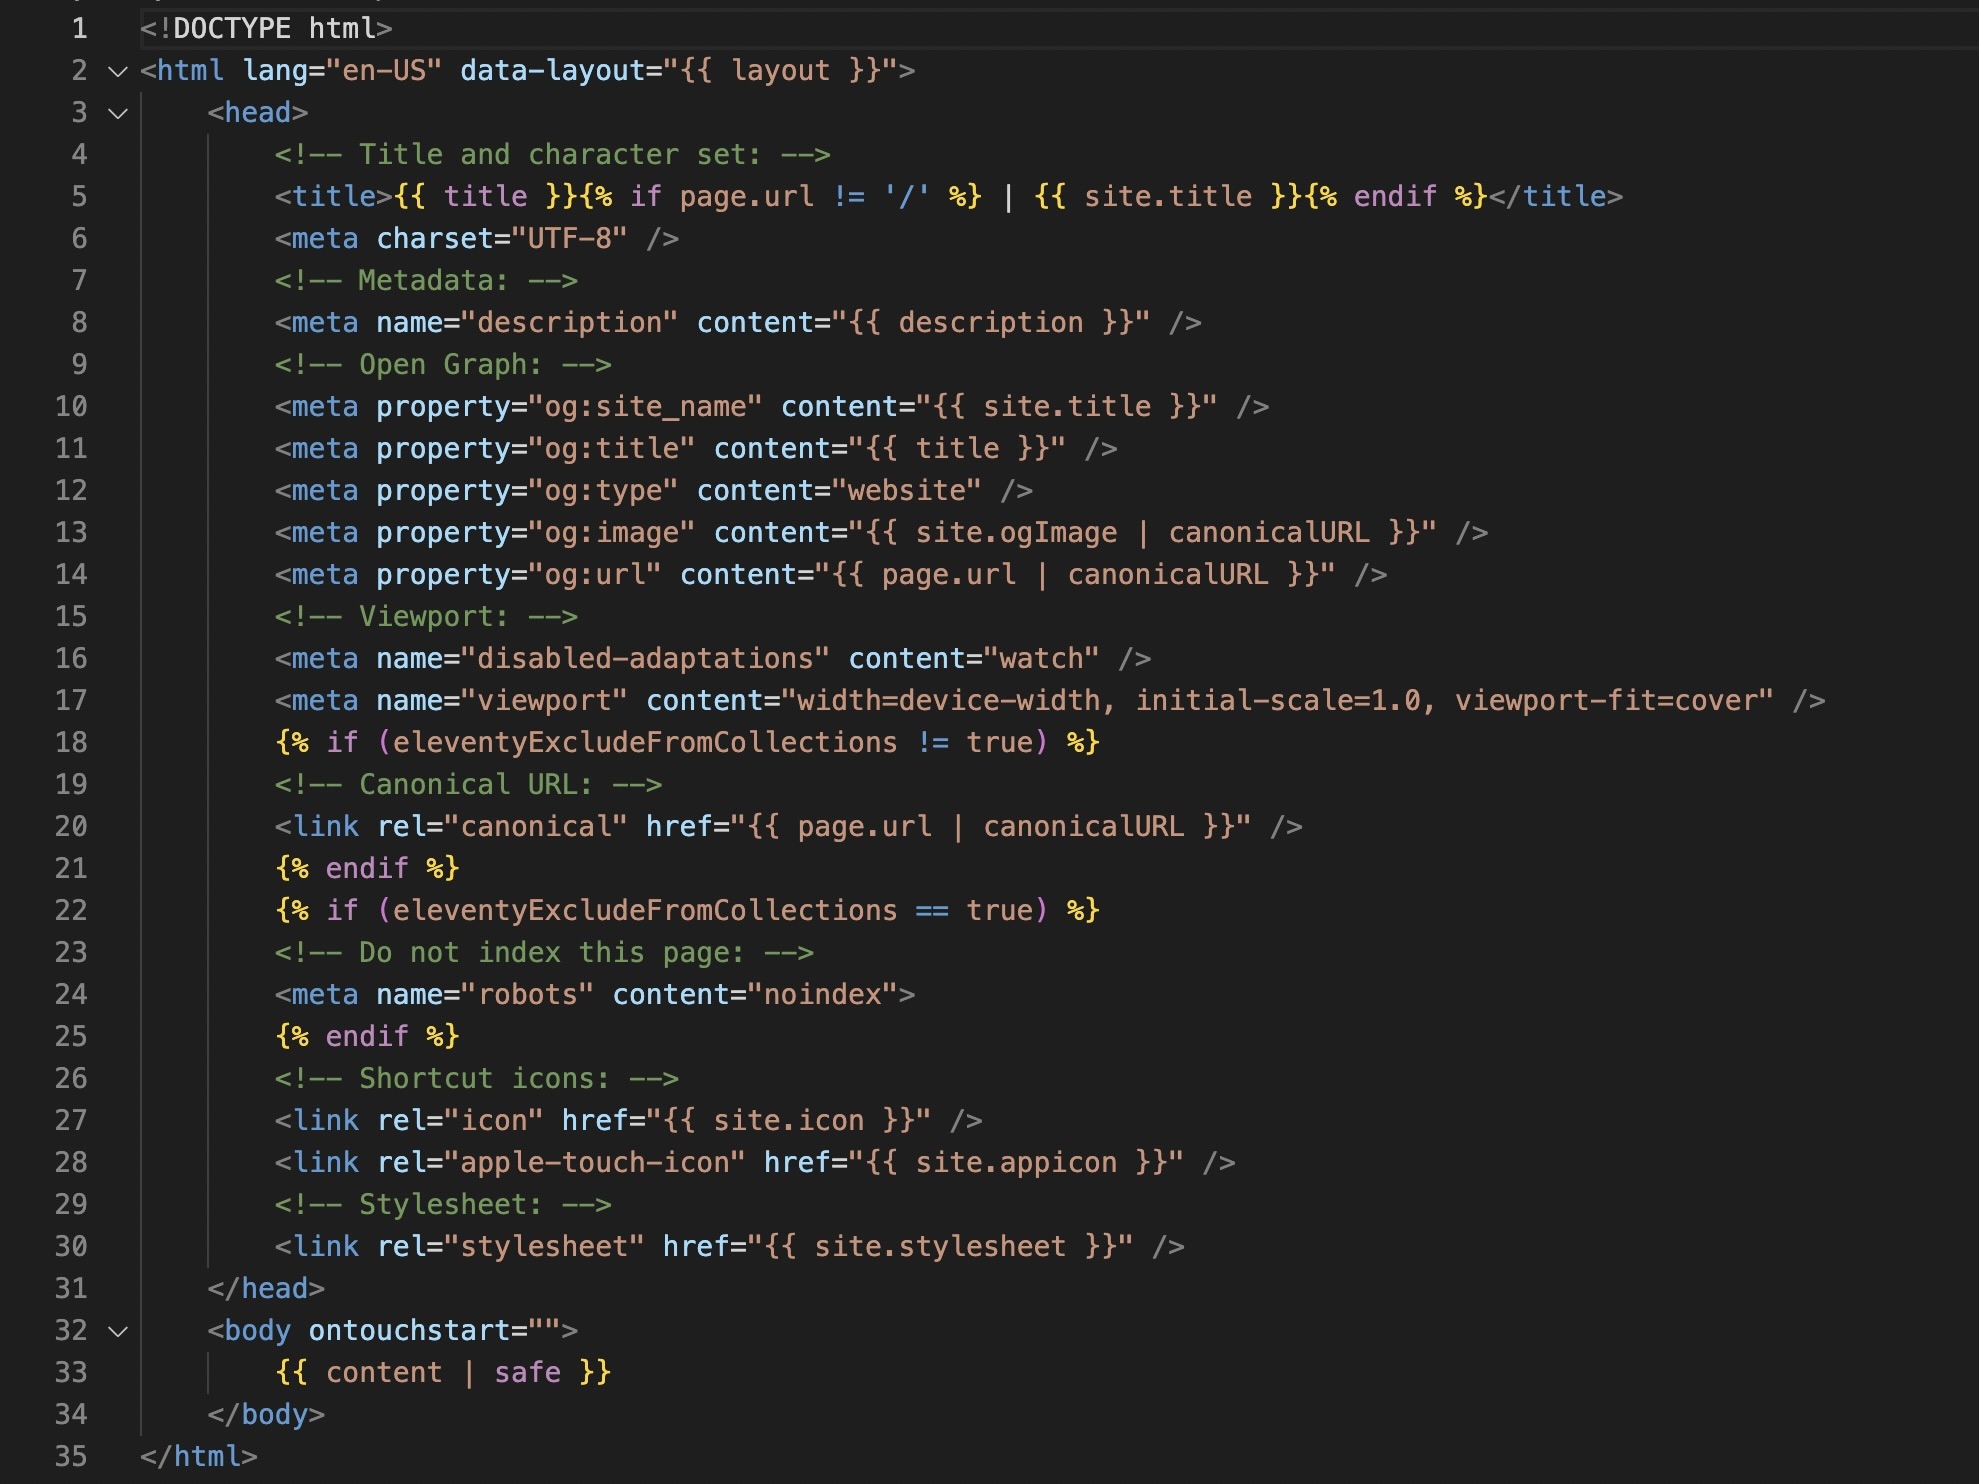 1 <!DOCTYPE html>
2 <html lang="en-US" data-layout="{{ layout }}">
3 <head>
4 <!-- Title and character set: -->
5 <title>{{ title }}{% if page.url != '/' %} | {{ site.title }}{% endif %}</title>
6 <meta charset="UTF-8" />
7 <!-- Metadata: -->
8 <meta name="description" content="{{ description }}" />
9 <!-- Open Graph: -->
10 <meta property="og:site_name" content="{{ site.title }}" />
11 <meta property="og:title" content="{{ title }}" />
12 <meta property="og:type" content="website" />
13 <meta property="og:image" content="{{ site.ogImage | canonicalURL }}" />
14 <meta property="og:url" content="{{ page.url | canonicalURL }}" />
15 <!-- Viewport: -->
16 <meta name="disabled-adaptations" content="watch" />
17 <meta name="viewport" content="width=device-width, initial-scale=1.0, viewport-fit=cover" />
18 {% if (eleventyExcludeFromCollections != true) %}
19 <!-- Canonical URL: -->
20 <link rel="canonical" href="{{ page.url | canonicalURL }}" />
21 {% endif %}
22 {% if (eleventyExcludeFromCollections == true) %}
23 <!-- Do not index this page: -->
24 <meta name="robots" content="noindex">
25 {% endif %}
26 <!-- Shortcut icons: -->
27 <link rel="icon" href="{{ site.icon }}" />
28 <link rel="apple-touch-icon" href="{{ site.appicon }}" />
29 <!-- Stylesheet: -->
30 <link rel="stylesheet" href="{{ site.stylesheet }}" />
31 </head>
32 <body ontouchstart="">
33 {{ content | safe }}
34 </body>
35 </html>